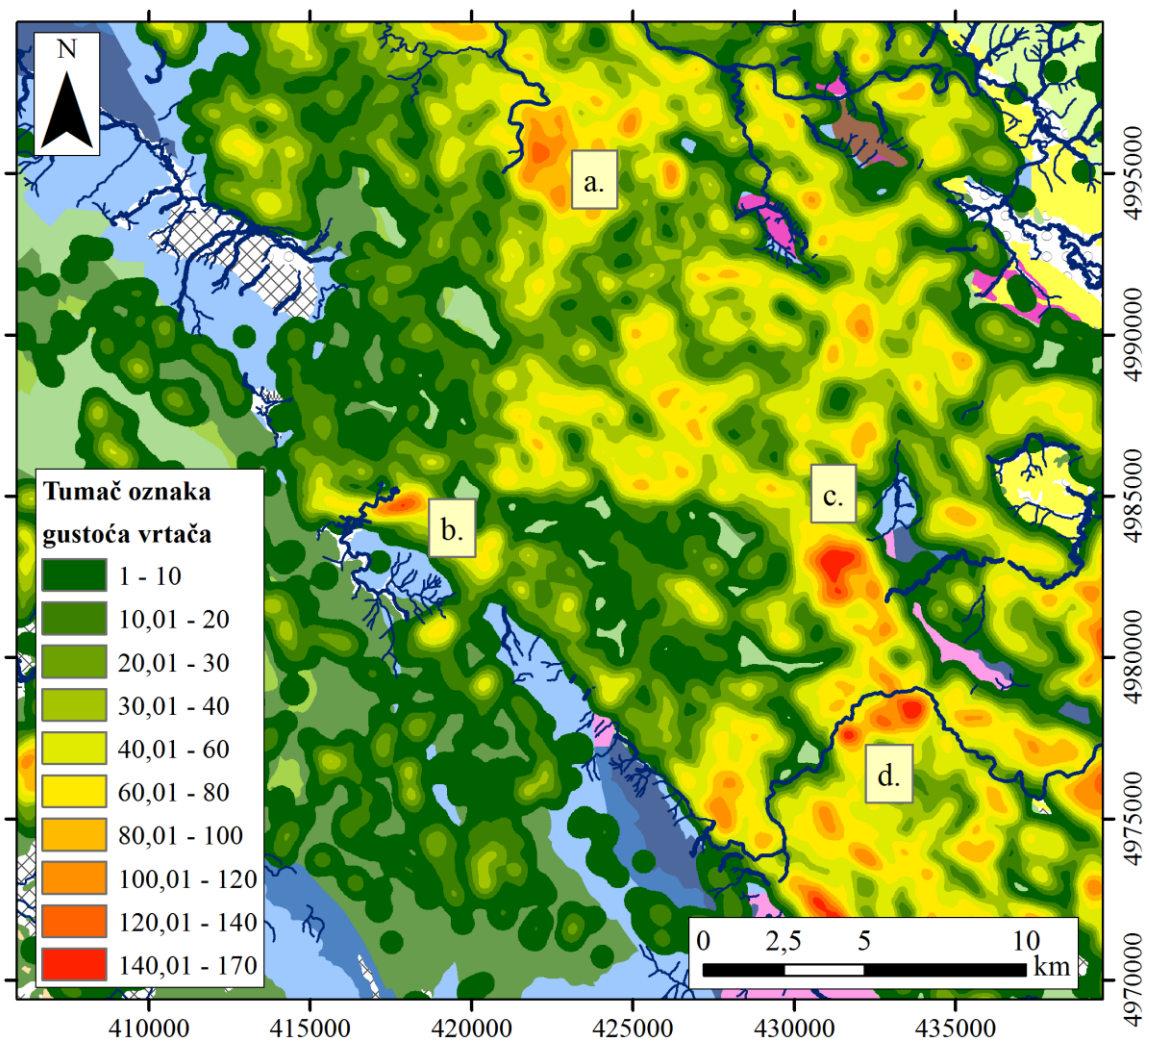 N
a.
b.
c.
d.
Tumač oznaka
gustoća vrtača
1 - 10
10,01 - 20
20,01 - 30
30,01 - 40
40,01 - 60
60,01 - 80
80,01 - 100
100,01 - 120
120,01 - 140
140,01 - 170
0 2,5 5 10
km
410000 415000 420000 425000 430000 435000
4995000
4990000
4985000
4980000
4975000
4970000